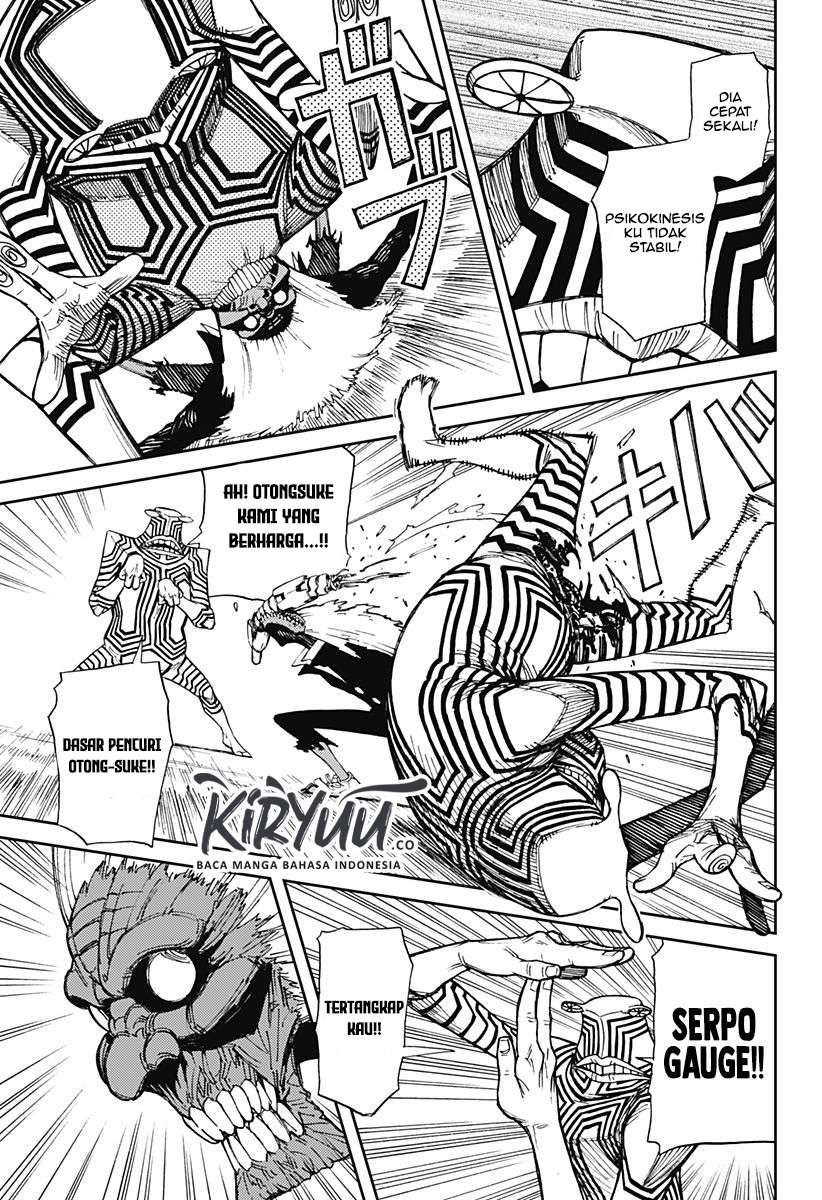 DIA
CEPAT
SEKALI!
PSIKOKINESIS
KU TIDAK
STABIL!
ガガブ
キバ
AH! OTONGSUKE
KAMI YANG
BERHARGA...!!
DASAR PENCURI
OTONG-SUKE!!
KIRYUU.CO
BACA MANGA BAHASA INDONESIA
SERPO
GAUGE!!
TERTANGKAP
KAU!!